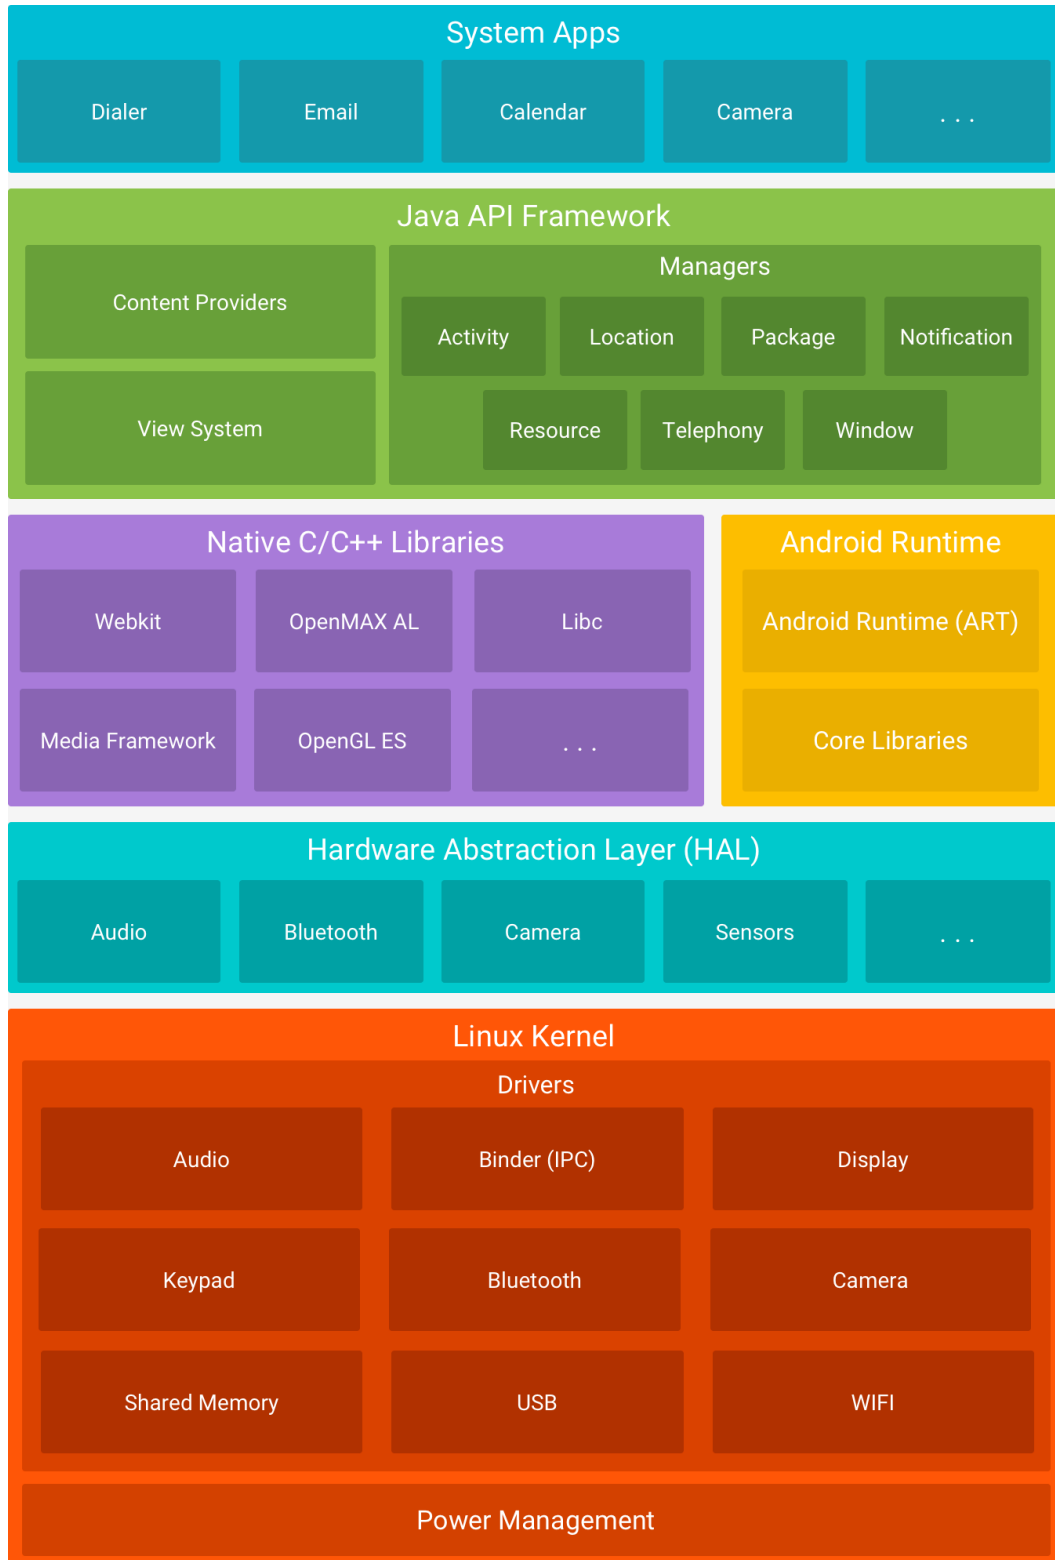 System Apps
Dialer
Email
Calendar
Camera
. . .
Java API Framework
Content Providers
View System
Managers
Activity
Location
Package
Notification
Resource
Telephony
Window
Native C/C++ Libraries
Webkit
OpenMAX AL
Libc
Media Framework
OpenGL ES
. . .
Android Runtime
Android Runtime (ART)
Core Libraries
Hardware Abstraction Layer (HAL)
Audio
Bluetooth
Camera
Sensors
. . .
Linux Kernel
Drivers
Audio
Binder (IPC)
Display
Keypad
Bluetooth
Camera
Shared Memory
USB
WIFI
Power Management